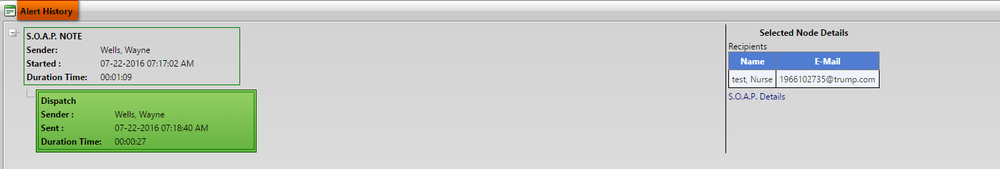 Alert History
S.O.A.P. NOTE
Sender: Wells, Wayne
Started : 07-22-2016 07:17:02 AM
Duration Time: 00:01:09
Dispatch
Sender : Wells, Wayne
Sent : 07-22-2016 07:18:40 AM
Duration Time: 00:00:27
Selected Node Details
Recipients
Name E-Mail
test, Nurse 1966102735@trump.com
S.O.A.P. Details